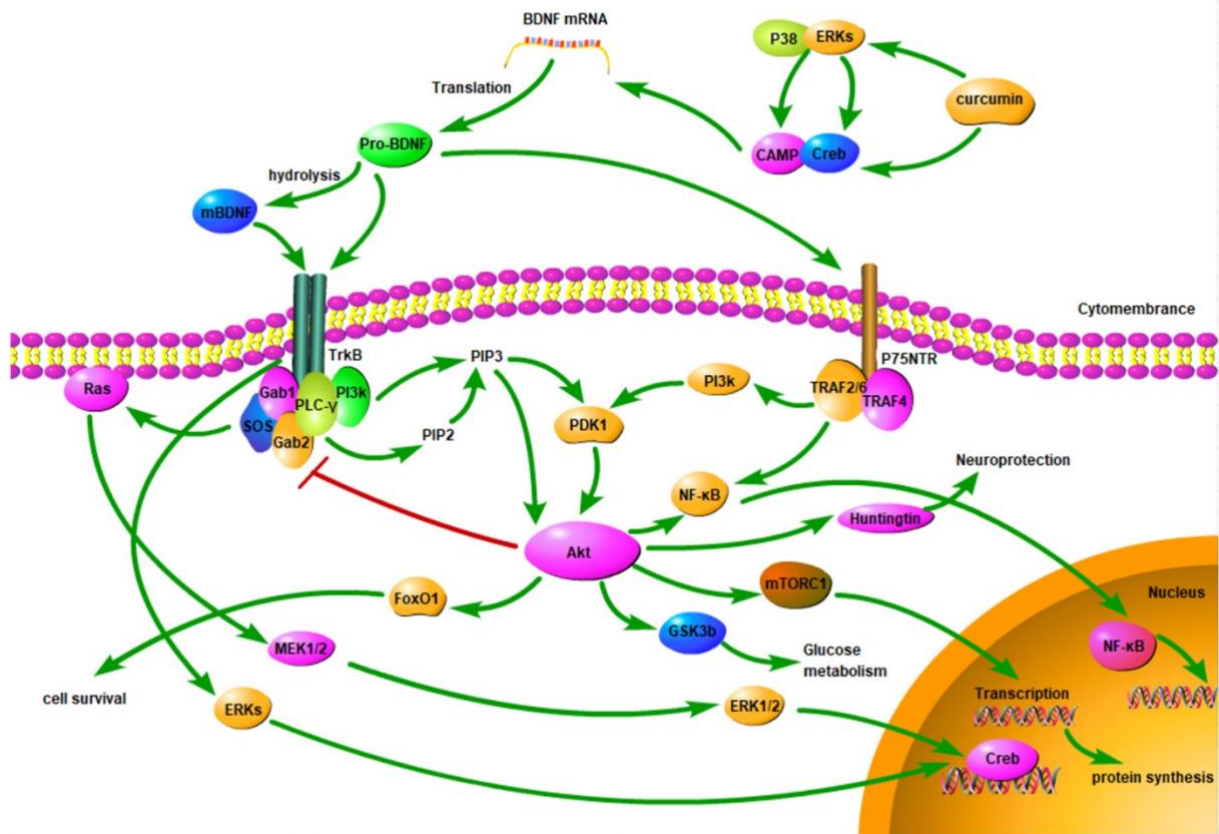 BDNF mRNA
P38
ERKs
Translation
curcumin
Pro-BDNF
CAMP
Creb
hydrolysis
mBDNF
Cytomembrance
TrkB
PIP3
P75NTR
Ras
Gab1
PI3k
PLC-γ
PI3k
TRAF2/6
TRAF4
SOS
Gab2
PIP2
PDK1
Neuroprotection
NF-κB
Huntingtin
Akt
mTORC1
Nucleus
FoxO1
GSK3b
NF-κB
MEK1/2
Glucose
metabolism
cell survival
Transcription
ERKs
ERK1/2
Creb
protein synthesis